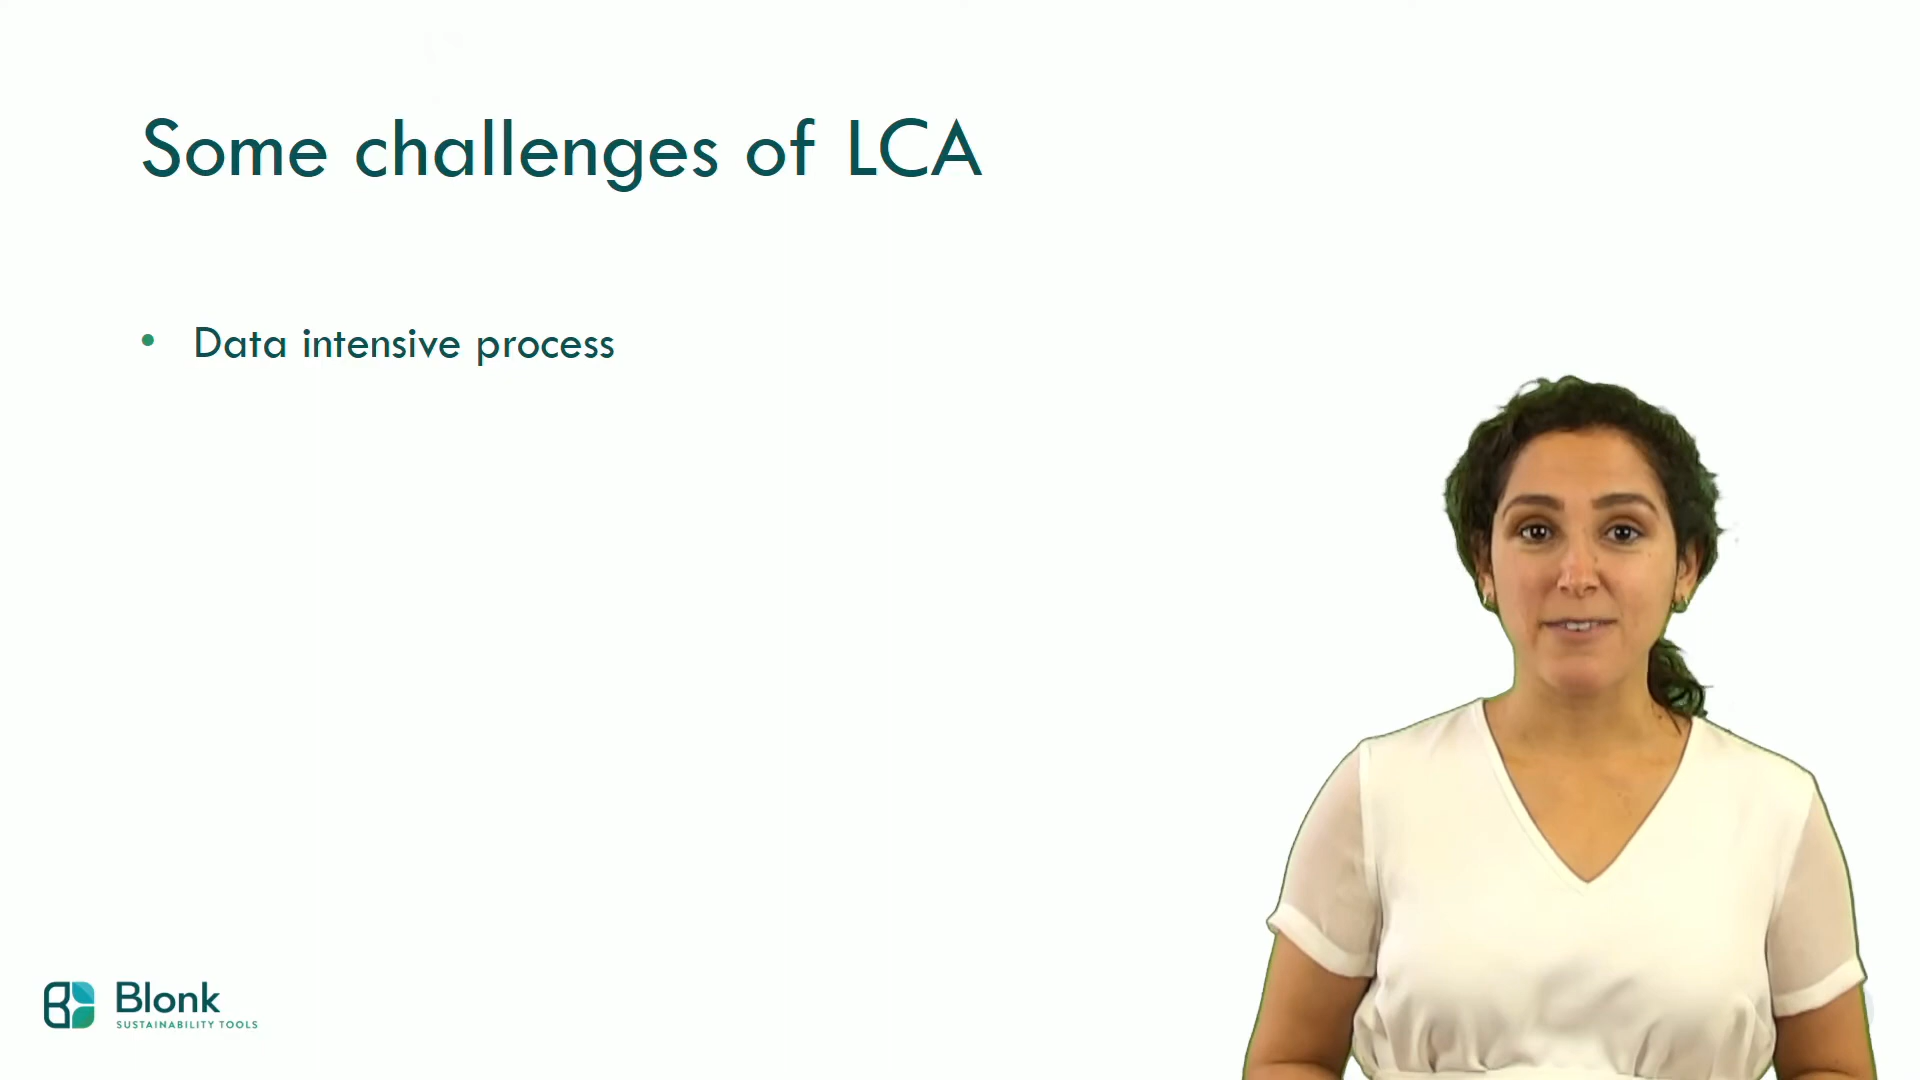 Some challenges of LCA
• Data intensive process
Blonk
SUSTAINABILITY TOOLS